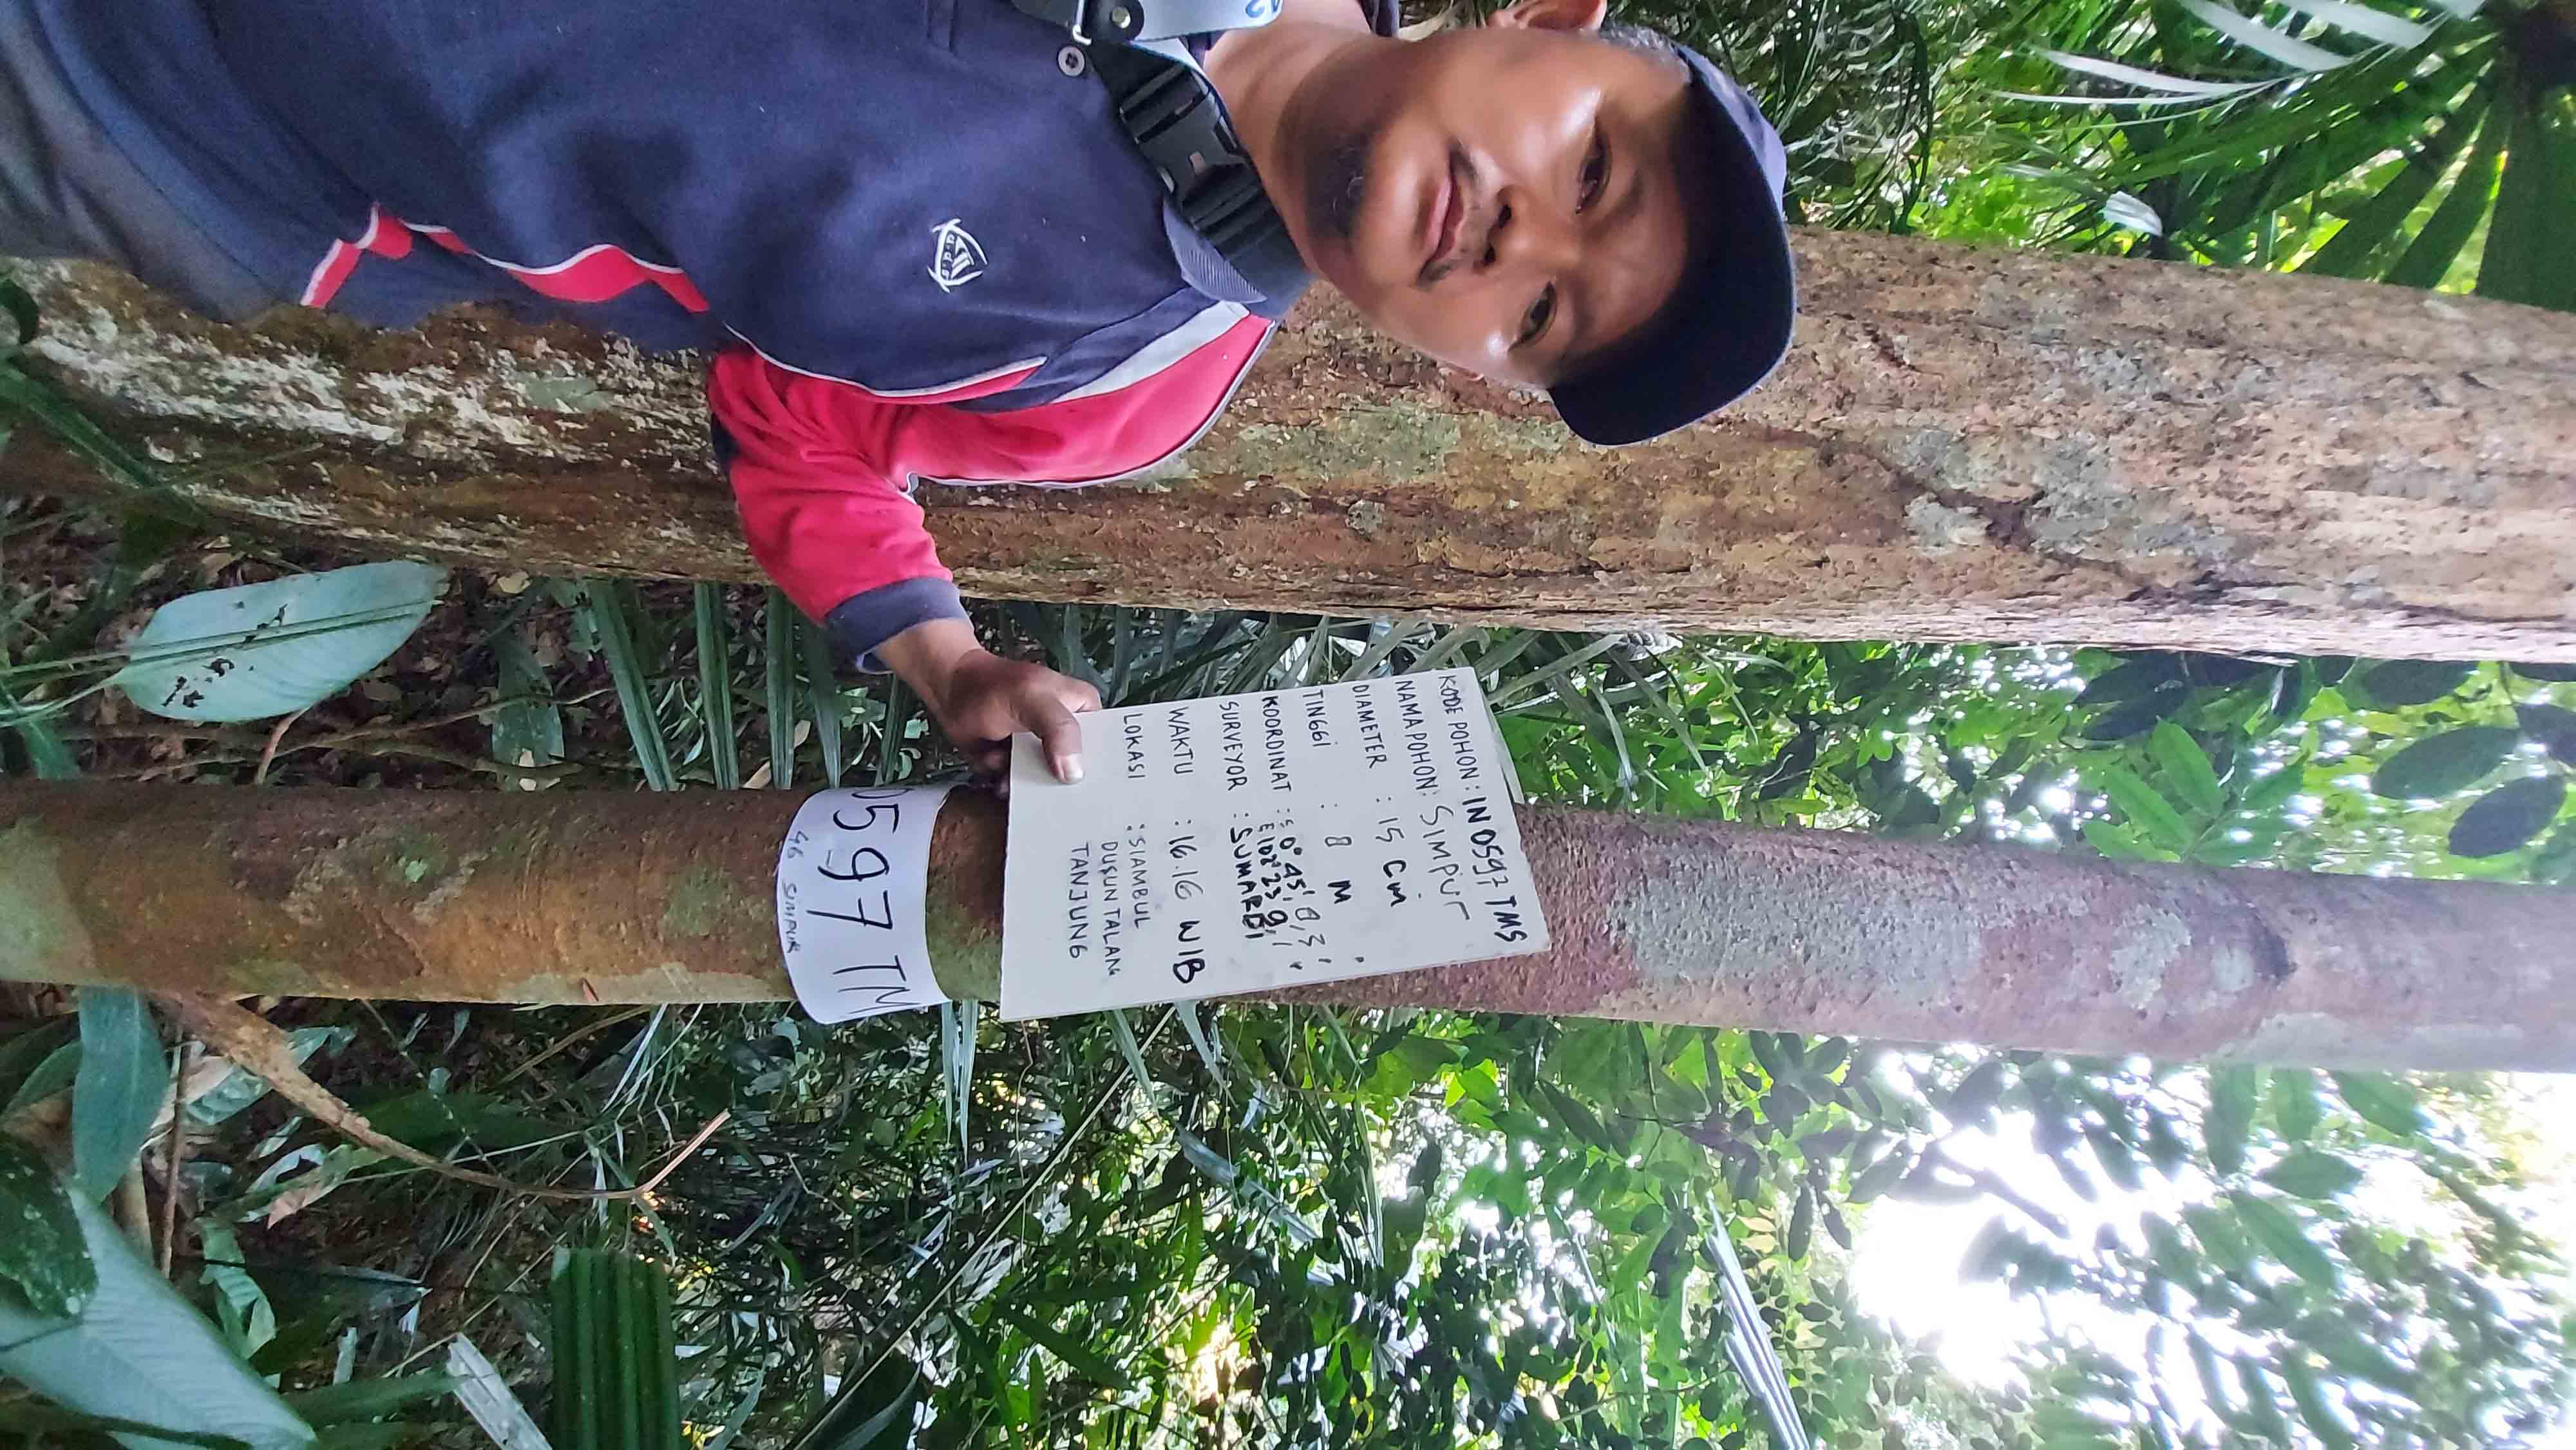 KODE POHON : IN 0597 TMS
NAMA POHON : SIMPUr
DIAMETER : 15 Cm
TINGGI : 8 M
KOORDINAT : S 0° 45' 8,3"
E 102° 23' 9,1"
SURVEYOR : SUMARDI
WAKTU : 16.16 WIB
LOKASI : SIAMBUL
DUSUN TALANG
TANJUNG
0597 TM
46 SIMPUR